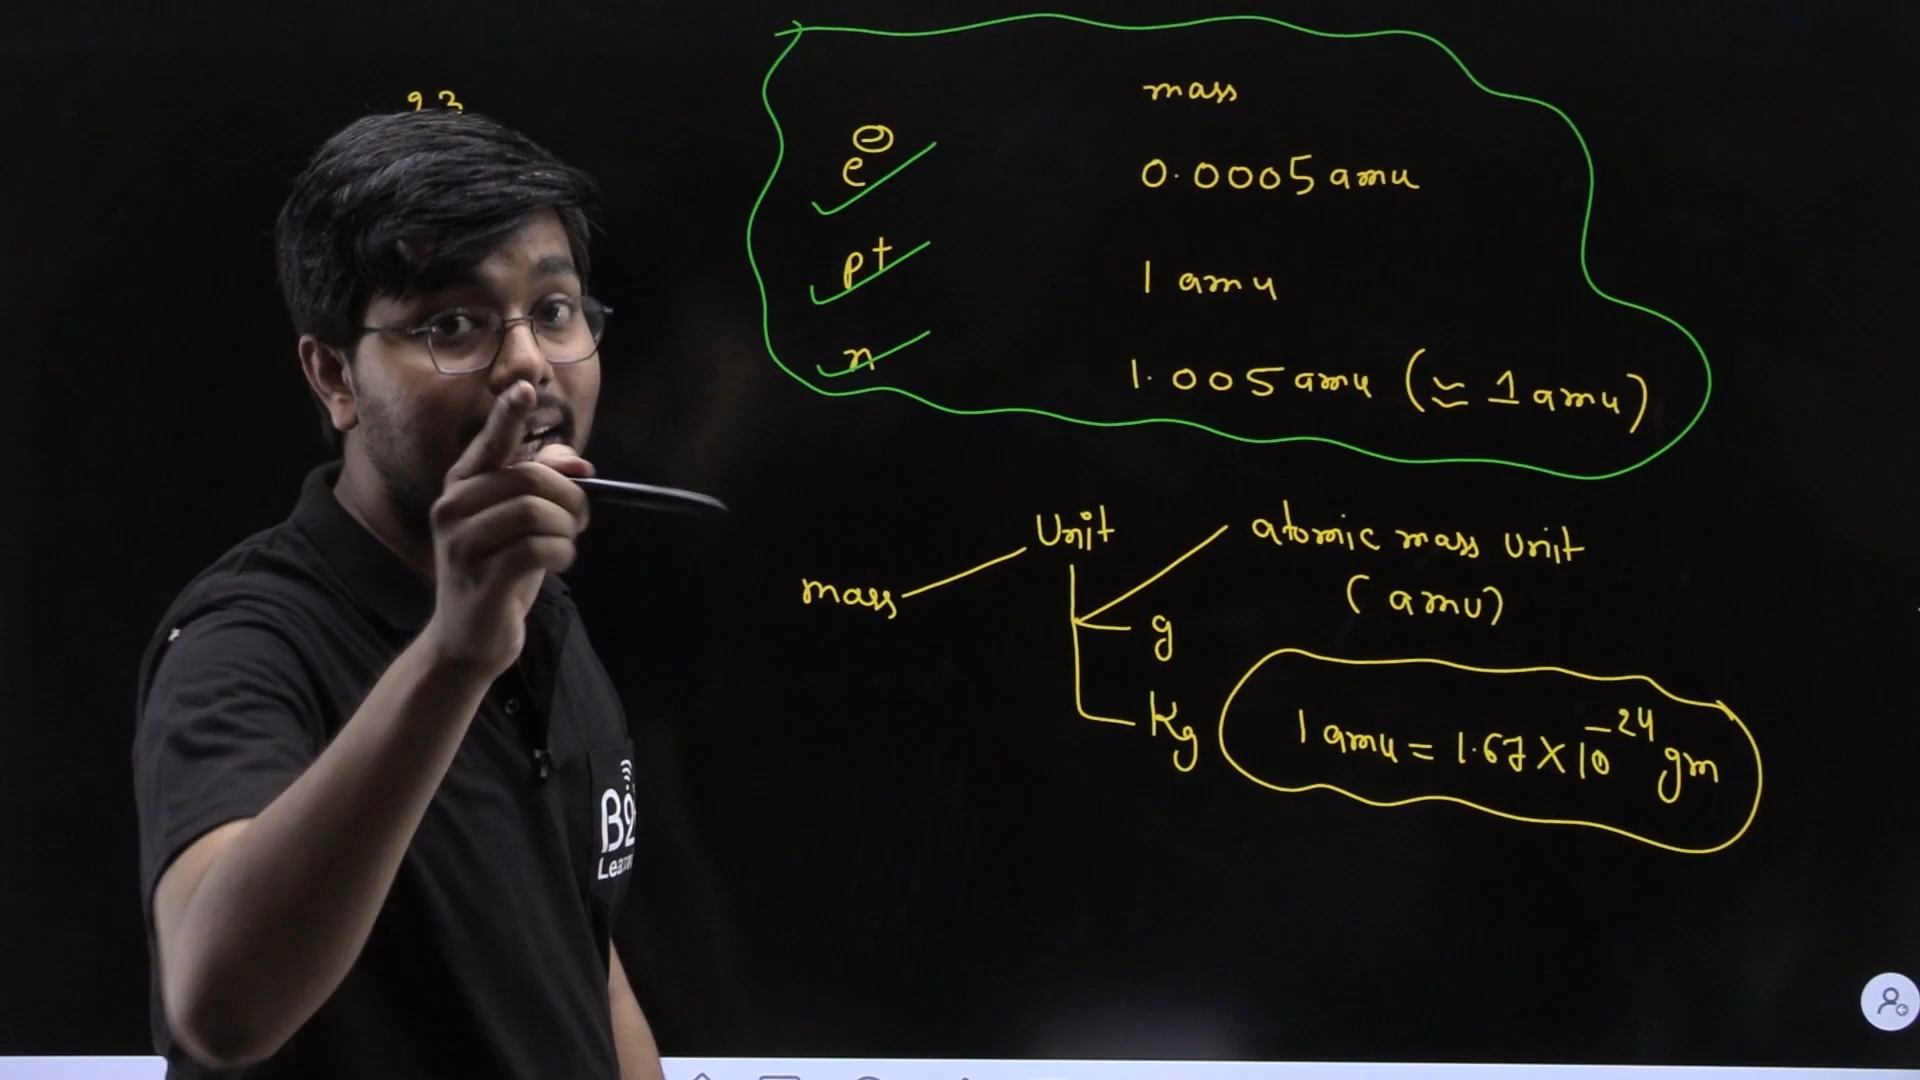 23
mass
e⊖ 0.0005 amu
p+ 1 amu
n 1.005 amu (≃ 1 amu)
Unit
atomic mass unit
mass
(amu)
g
Kg
1 amu = 1.67 × 10^-24 gm